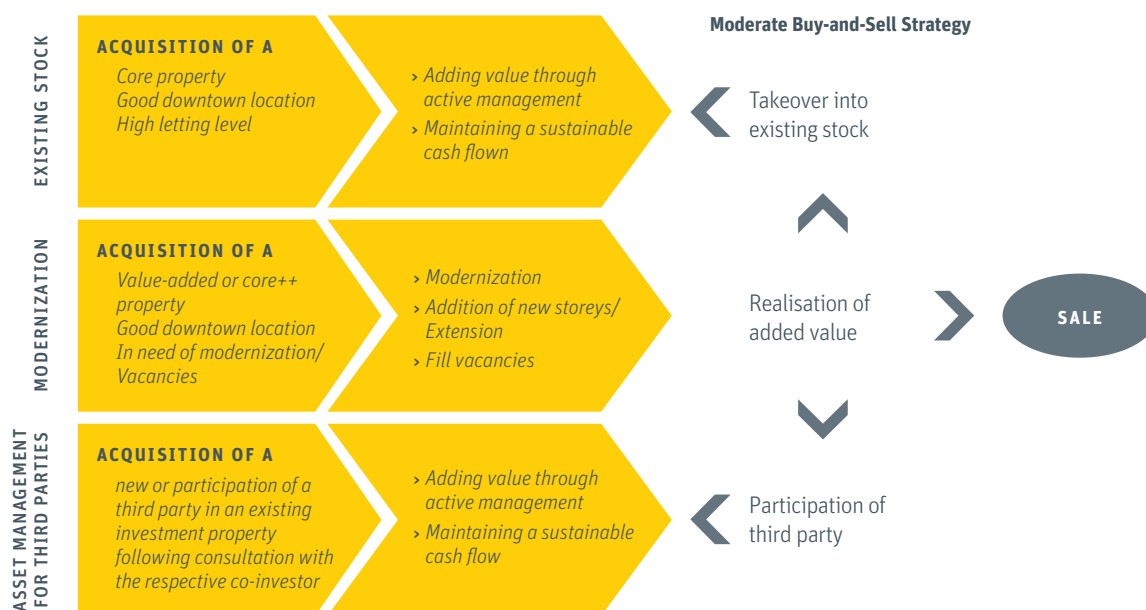 Moderate Buy-and-Sell Strategy
EXISTING STOCK
ACQUISITION OF A
Core property
Good downtown location
High letting level
› Adding value through
active management
› Maintaining a sustainable
cash flown
Takeover into
existing stock
MODERNIZATION
ACQUISITION OF A
Value-added or core++
property
Good downtown location
In need of modernization/
Vacancies
› Modernization
› Addition of new storeys/
Extension
› Fill vacancies
Realisation of
added value
SALE
ASSET MANAGEMENT
FOR THIRD PARTIES
ACQUISITION OF A
new or participation of a
third party in an existing
investment property
following consultation with
the respective co-investor
› Adding value through
active management
› Maintaining a sustainable
cash flow
Participation of
third party